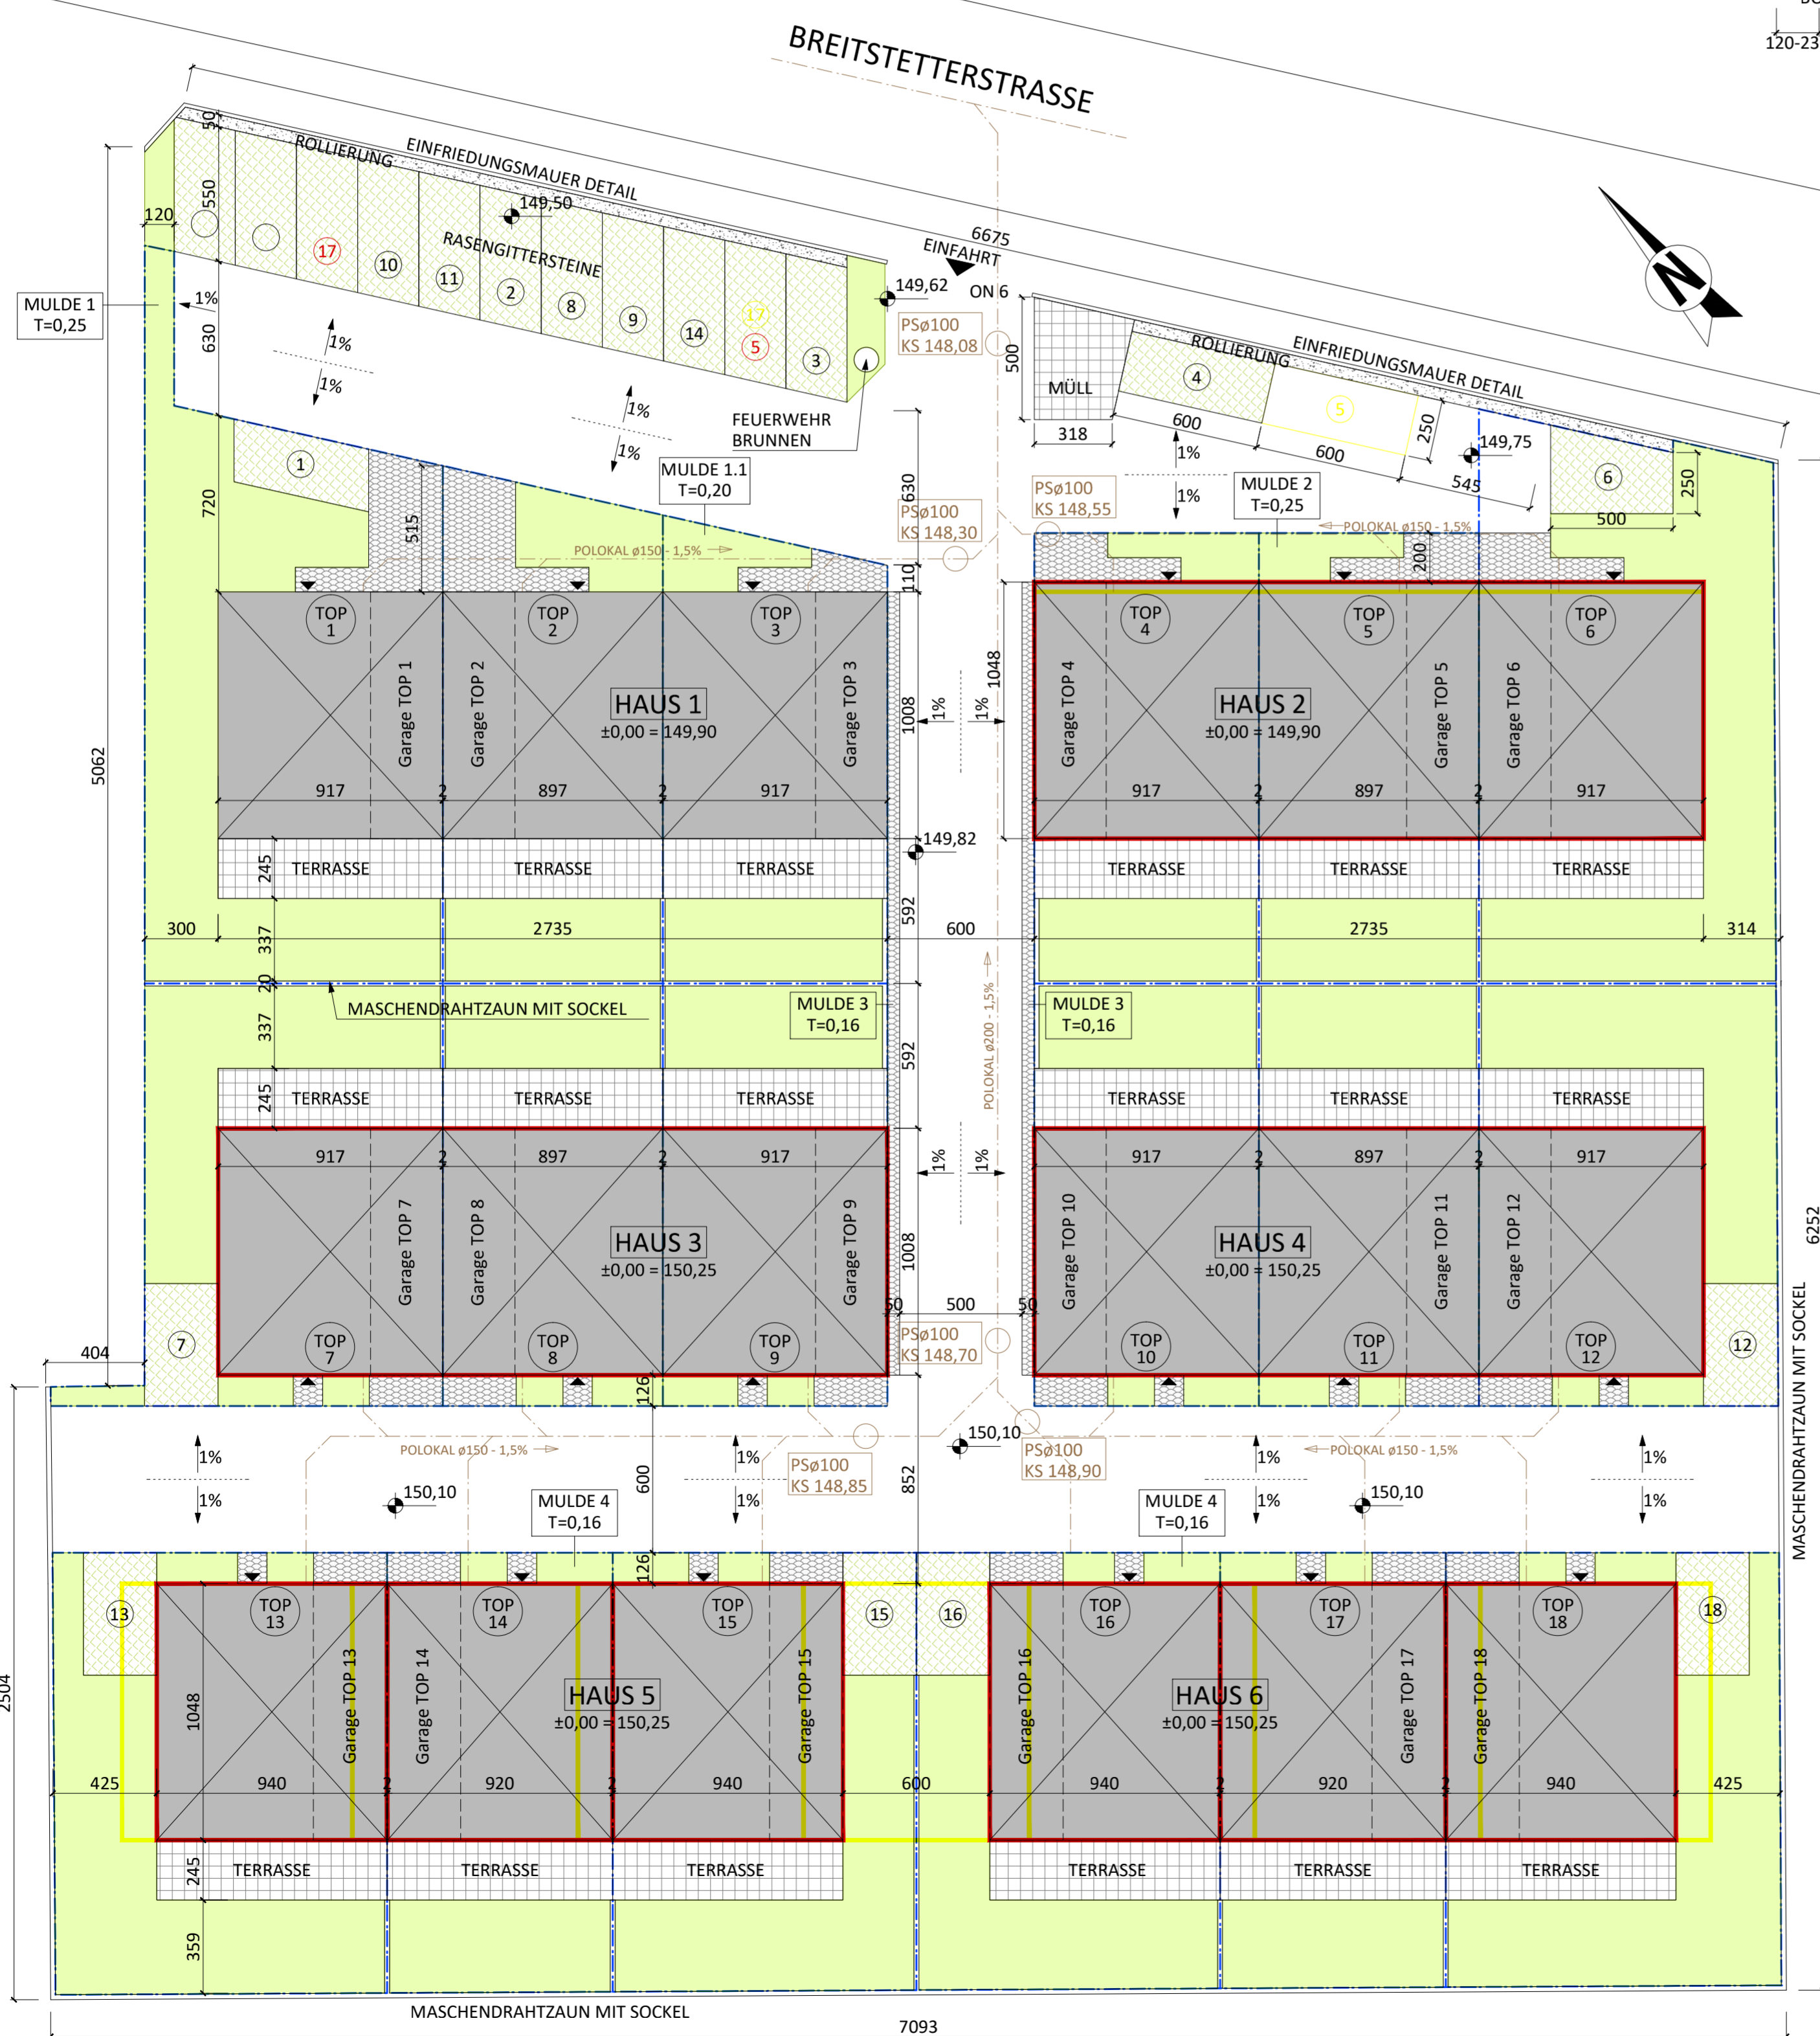 120-23
BREITSTETTERSTRASSE
50
ROLLIERUNG
EINFRIEDUNGSMAUER DETAIL
550
120
149,50
RASENGITTERSTEINE
17
10
11
2
8
9
14
17
5
3
6675
EINFAHRT
ON 6
149,62
N
MULDE 1
T=0,25
1%
630
1%
1%
1%
1%
PSø100
KS 148,08
500
MÜLL
318
ROLLIERUNG
EINFRIEDUNGSMAUER DETAIL
4
5
600
600
250
545
149,75
6
250
500
1%
1%
FEUERWEHR
BRUNNEN
1
720
515
MULDE 1.1
T=0,20
630
PSø100
KS 148,30
PSø100
KS 148,55
MULDE 2
T=0,25
POLOKAL ø150 - 1,5%
POLOKAL ø150 - 1,5%
110
200
TOP
1
TOP
2
TOP
3
TOP
4
TOP
5
TOP
6
Garage TOP 1
Garage TOP 2
Garage TOP 3
Garage TOP 4
Garage TOP 5
Garage TOP 6
HAUS 1
±0,00 = 149,90
HAUS 2
±0,00 = 149,90
1008
1%
1%
1048
5062
917
2
897
2
917
917
2
897
2
917
149,82
245
TERRASSE
TERRASSE
TERRASSE
TERRASSE
TERRASSE
TERRASSE
592
300
337
2735
600
2735
314
20
MASCHENDRAHTZAUN MIT SOCKEL
MULDE 3
T=0,16
MULDE 3
T=0,16
337
592
POLOKAL ø200 - 1,5%
245
TERRASSE
TERRASSE
TERRASSE
TERRASSE
TERRASSE
TERRASSE
917
2
897
2
917
1%
1%
917
2
897
2
917
Garage TOP 7
Garage TOP 8
Garage TOP 9
Garage TOP 10
Garage TOP 11
Garage TOP 12
HAUS 3
±0,00 = 150,25
HAUS 4
±0,00 = 150,25
1008
6252
MASCHENDRAHTZAUN MIT SOCKEL
50
500
50
PSø100
KS 148,70
7
TOP
7
TOP
8
TOP
9
TOP
10
TOP
11
TOP
12
12
404
126
150,10
POLOKAL ø150 - 1,5%
POLOKAL ø150 - 1,5%
1%
1%
1%
1%
PSø100
KS 148,85
PSø100
KS 148,90
1%
1%
1%
1%
600
852
150,10
150,10
MULDE 4
T=0,16
MULDE 4
T=0,16
126
13
TOP
13
TOP
14
TOP
15
15
16
TOP
16
TOP
17
TOP
18
18
Garage TOP 13
Garage TOP 14
Garage TOP 15
Garage TOP 16
Garage TOP 17
Garage TOP 18
HAUS 5
±0,00 = 150,25
HAUS 6
±0,00 = 150,25
2504
1048
425
940
2
920
2
940
600
940
2
920
2
940
425
245
TERRASSE
TERRASSE
TERRASSE
TERRASSE
TERRASSE
TERRASSE
359
MASCHENDRAHTZAUN MIT SOCKEL
7093